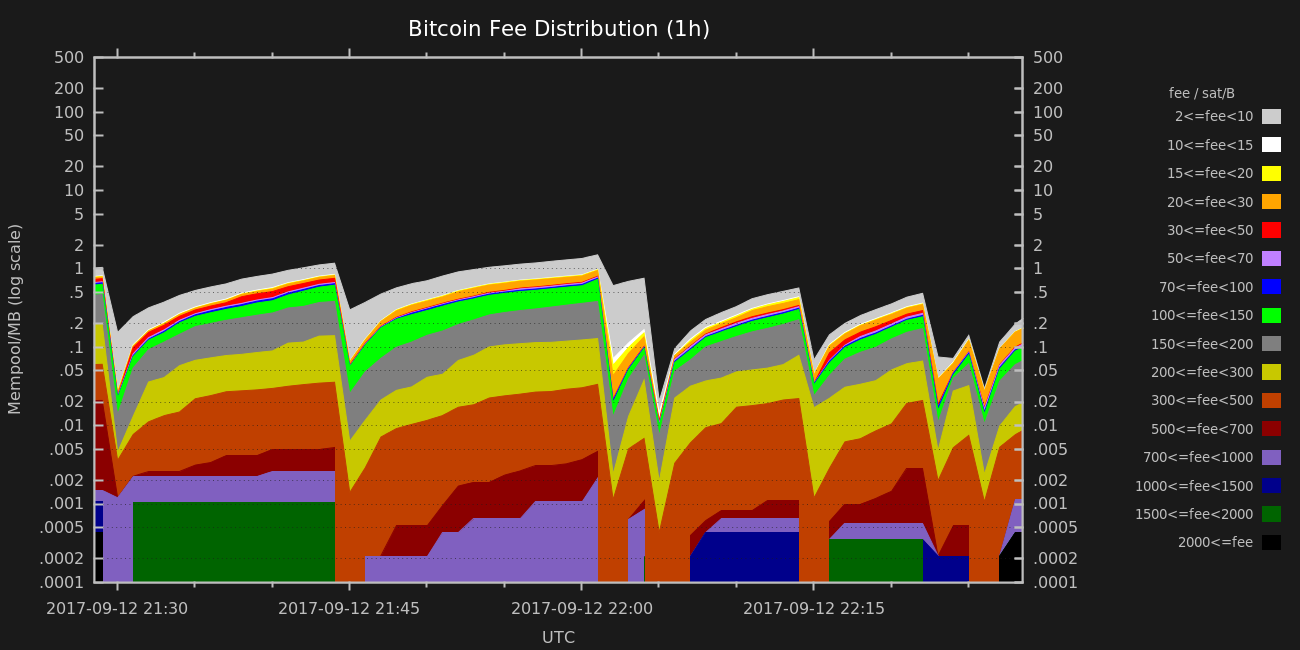 Bitcoin Fee Distribution (1h)
Mempool/MB (log scale)
500
200
100
50
20
10
5
2
1
.5
.2
.1
.05
.02
.01
.005
.002
.001
.0005
.0002
.0001
500
200
100
50
20
10
5
2
1
.5
.2
.1
.05
.02
.01
.005
.002
.001
.0005
.0002
.0001
2017-09-12 21:30
2017-09-12 21:45
2017-09-12 22:00
2017-09-12 22:15
UTC
fee / sat/B
2<=fee<10
10<=fee<15
15<=fee<20
20<=fee<30
30<=fee<50
50<=fee<70
70<=fee<100
100<=fee<150
150<=fee<200
200<=fee<300
300<=fee<500
500<=fee<700
700<=fee<1000
1000<=fee<1500
1500<=fee<2000
2000<=fee